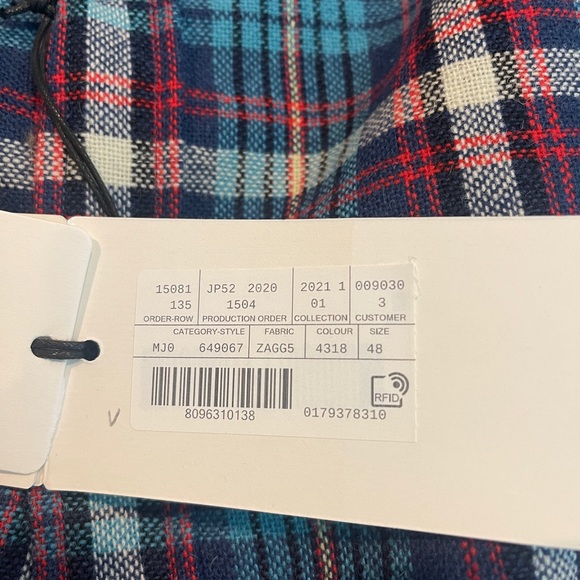 15081 JP52 2020 2021 1 009030
135 1504 01 3
ORDER-ROW PRODUCTION ORDER COLLECTION CUSTOMER
CATEGORY-STYLE FABRIC COLOUR SIZE
MJ0 649067 ZAGG5 4318 48
RFID
8096310138 0179378310
V